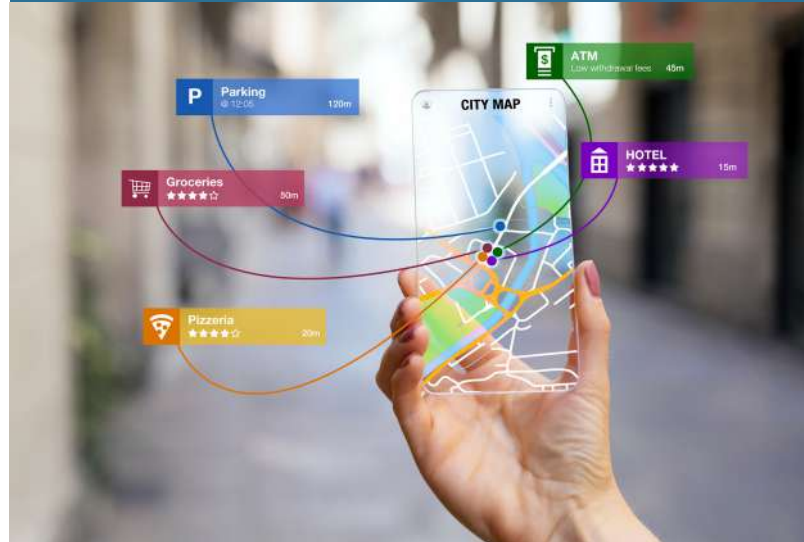 ATM
Low withdrawal fees 45m
P Parking
@ 12:05 120m
CITY MAP
HOTEL
15m
Groceries
50m
Pizzeria
20m